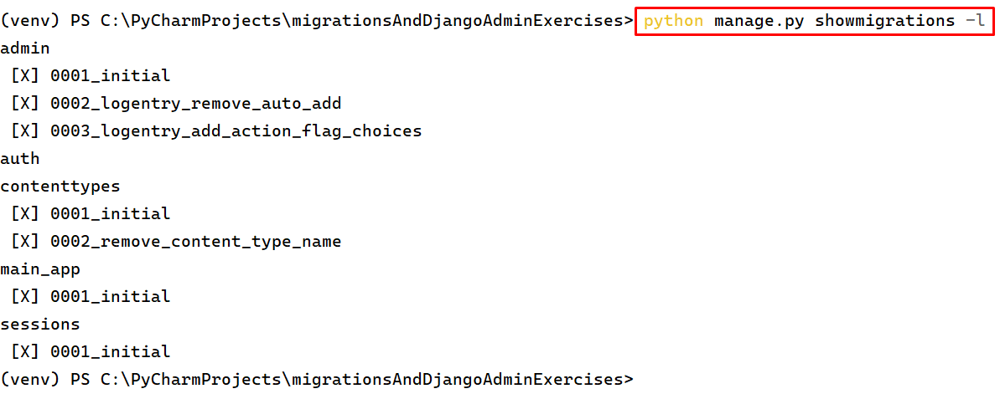 (venv) PS C:\PyCharmProjects\migrationsAndDjangoAdminExercises> python manage.py showmigrations -l
admin
 [X] 0001_initial
 [X] 0002_logentry_remove_auto_add
 [X] 0003_logentry_add_action_flag_choices
auth
contenttypes
 [X] 0001_initial
 [X] 0002_remove_content_type_name
main_app
 [X] 0001_initial
sessions
 [X] 0001_initial
(venv) PS C:\PyCharmProjects\migrationsAndDjangoAdminExercises>